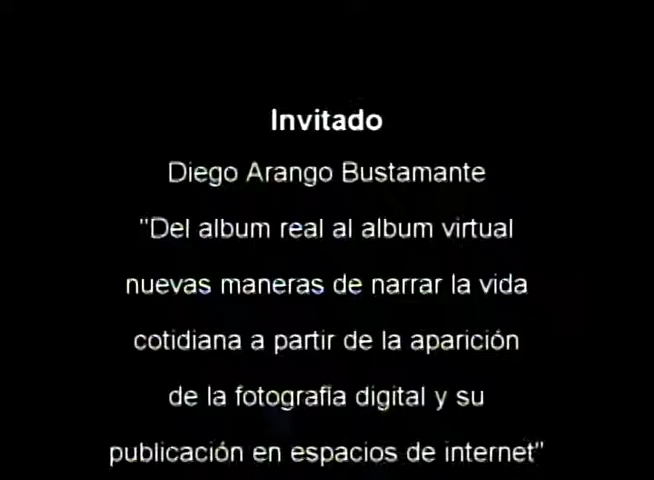 Invitado
Diego Arango Bustamante
"Del album real al album virtual
nuevas maneras de narrar la vida
cotidiana a partir de la aparición
de la fotografía digital y su
publicación en espacios de internet"